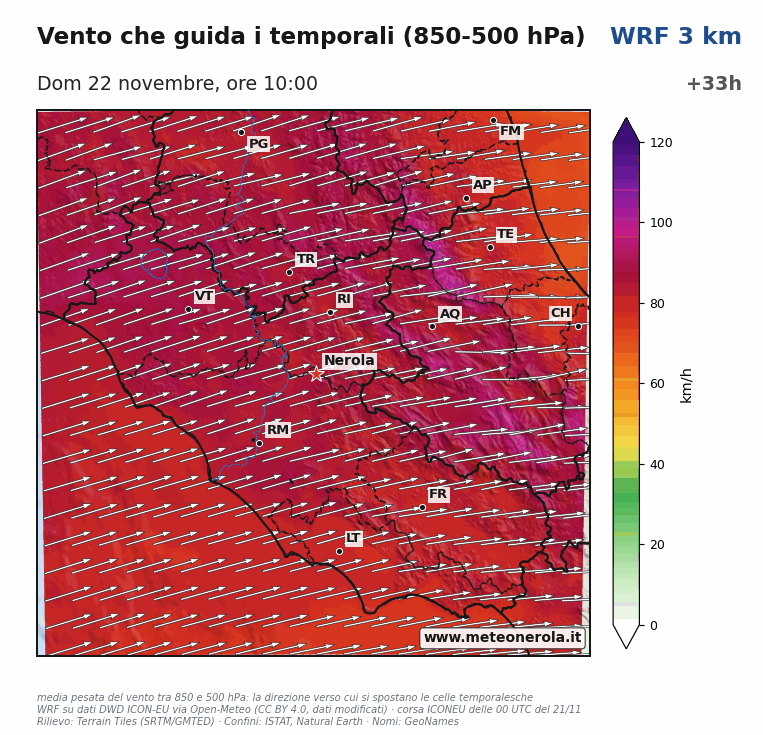 Vento che guida i temporali (850-500 hPa)
WRF 3 km
Dom 22 novembre, ore 10:00
+33h
FM
PG
AP
TE
TR
VT
RI
AQ
CH
Nerola
RM
FR
LT
www.meteonerola.it
120
100
80
60
40
20
0
km/h
media pesata del vento tra 850 e 500 hPa: la direzione verso cui si spostano le celle temporalesche
WRF su dati DWD ICON-EU via Open-Meteo (CC BY 4.0, dati modificati) · corsa ICONEU delle 00 UTC del 21/11
Rilievo: Terrain Tiles (SRTM/GMTED) · Confini: ISTAT, Natural Earth · Nomi: GeoNames